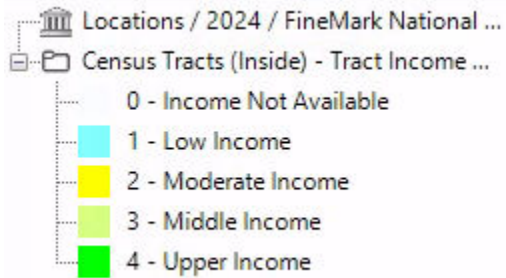 Locations / 2024 / FineMark National ...
Census Tracts (Inside) - Tract Income ...
0 - Income Not Available
1 - Low Income
2 - Moderate Income
3 - Middle Income
4 - Upper Income